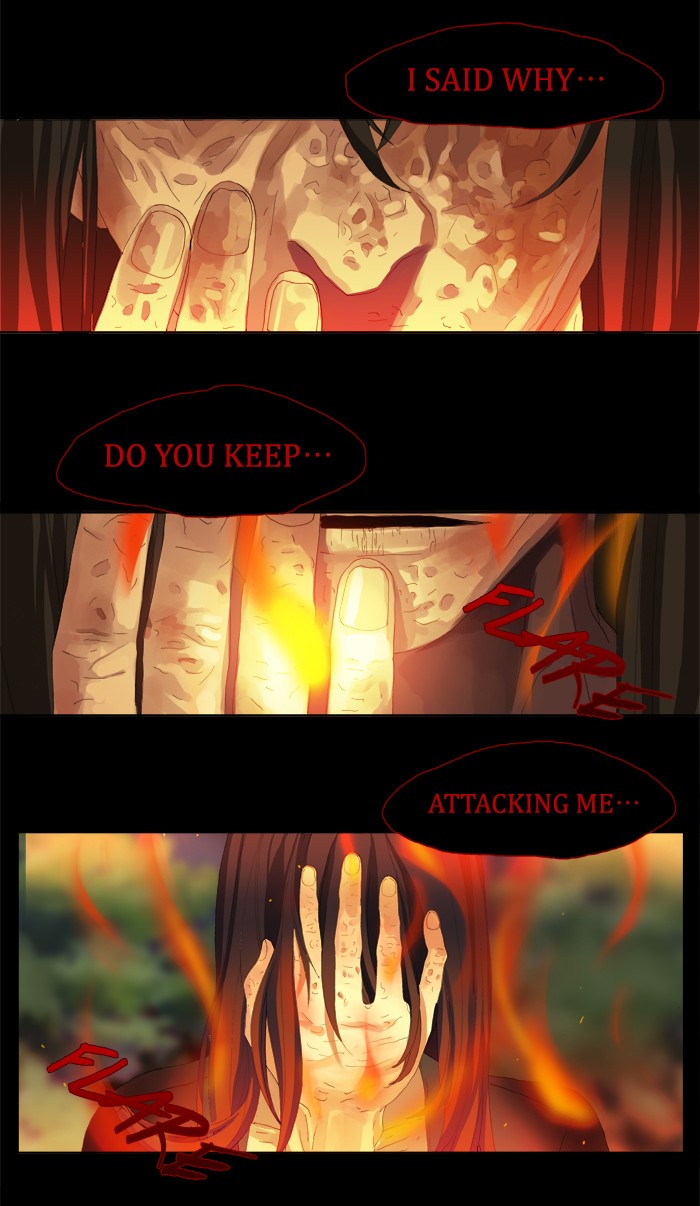 I SAID WHY…
DO YOU KEEP…
FLARE
ATTACKING ME…
FLARE